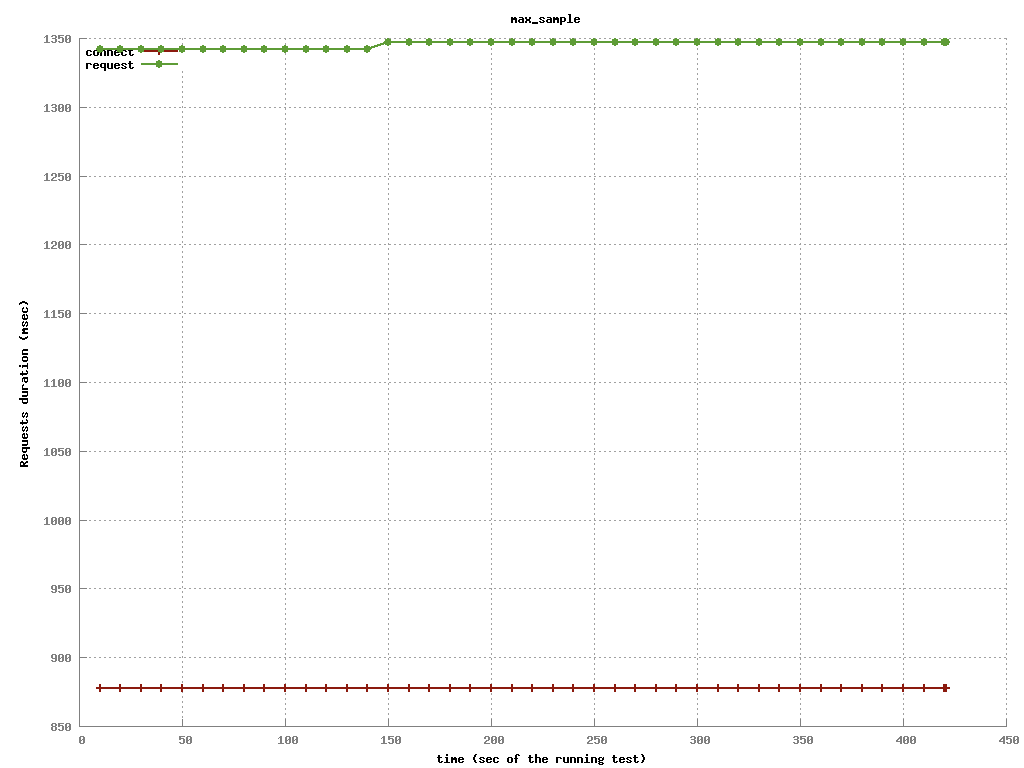 max_sample
1350
connect
request
1300
1250
1200
1150
1100
1050
1000
950
900
850
Requests duration (msec)
0 50 100 150 200 250 300 350 400 450
time (sec of the running test)